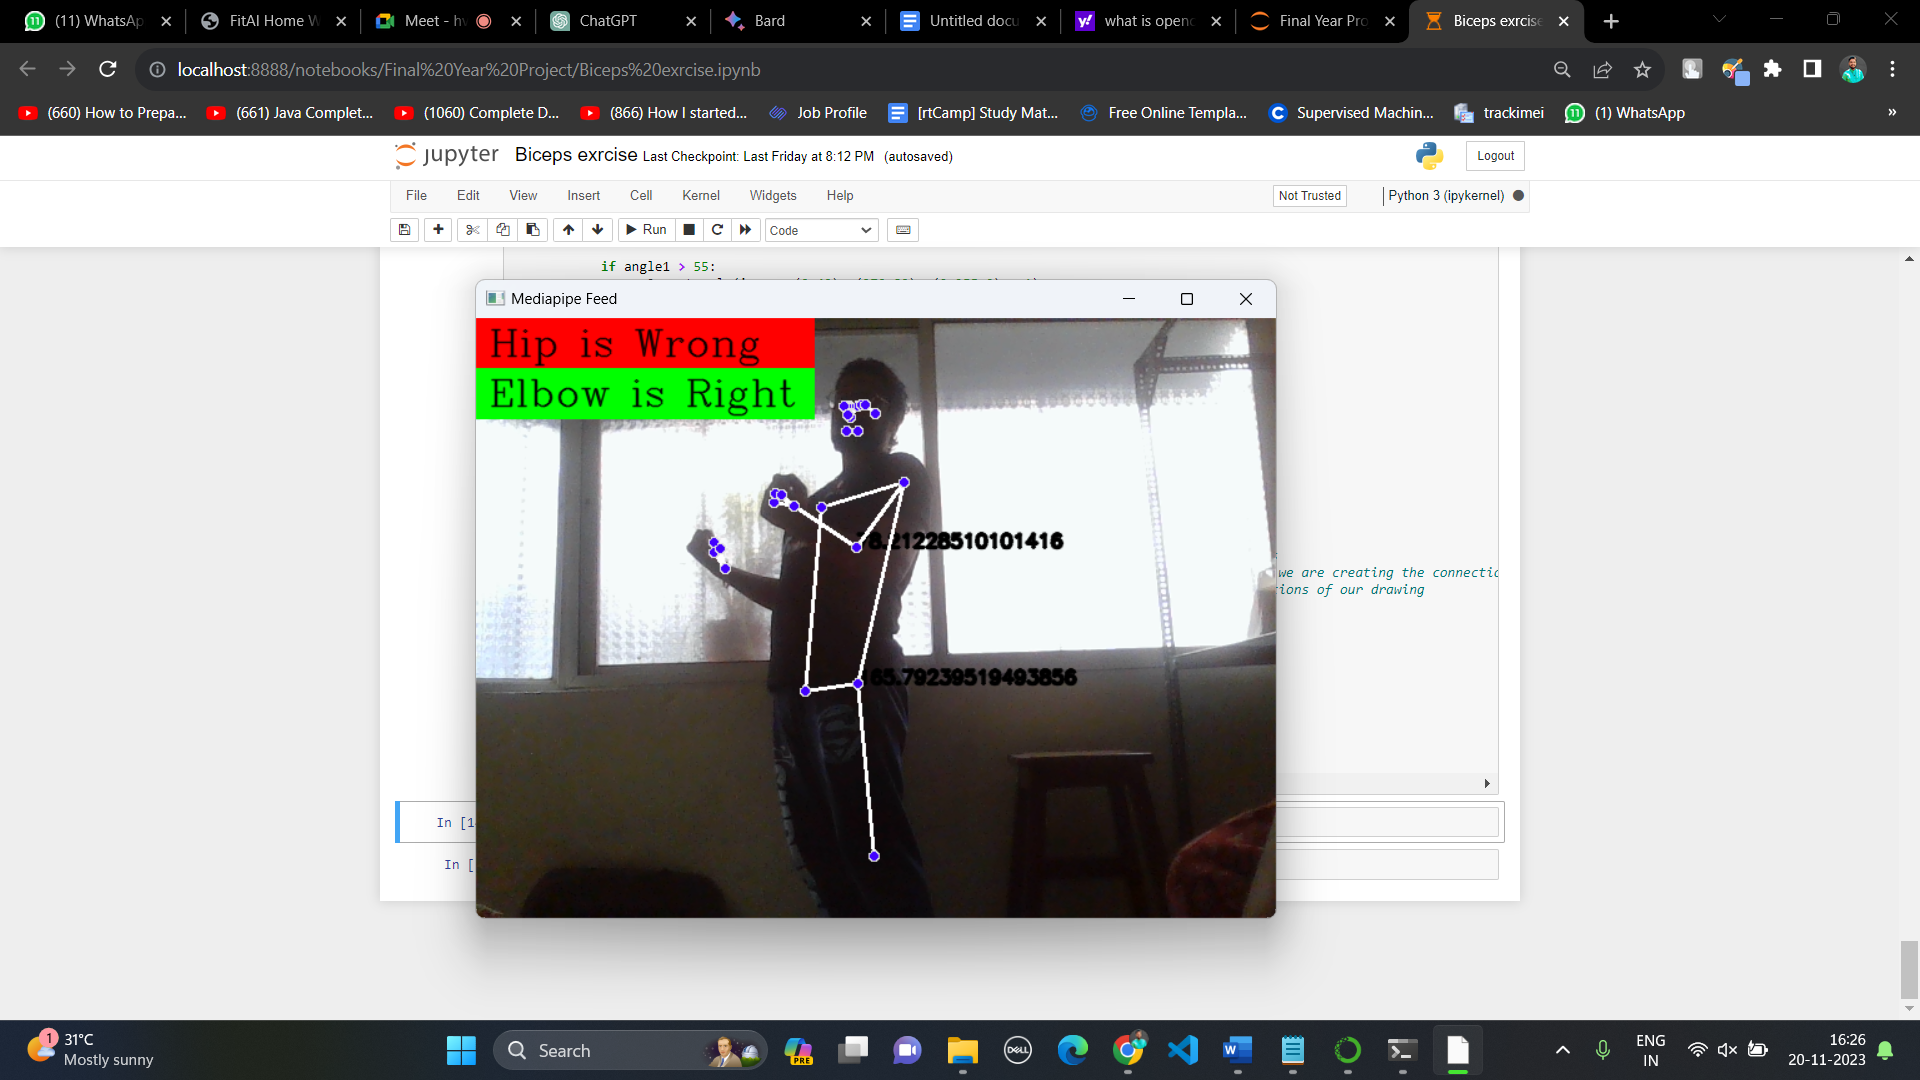 (11) WhatsAp
FitAI Home W
Meet - hv
ChatGPT
Bard
Untitled docu
what is openc
Final Year Pro
Biceps exrcise
localhost:8888/notebooks/Final%20Year%20Project/Biceps%20exrcise.ipynb
(660) How to Prepa...
(661) Java Complet...
(1060) Complete D...
(866) How I started...
Job Profile
[rtCamp] Study Mat...
Free Online Templa...
Supervised Machin...
trackimei
(1) WhatsApp
»
jupyter Biceps exrcise Last Checkpoint: Last Friday at 8:12 PM (autosaved)
Logout
File Edit View Insert Cell Kernel Widgets Help
Not Trusted
Python 3 (ipykernel)
Run
Code
if angle1 > 55:
Mediapipe Feed
Hip is Wrong
Elbow is Right
8.21228510101416
we are creating the connectio
ions of our drawing
65.79239519493856
In [1
In [
1
31°C
Mostly sunny
Search
PRE
DELL
ENG
IN
16:26
20-11-2023